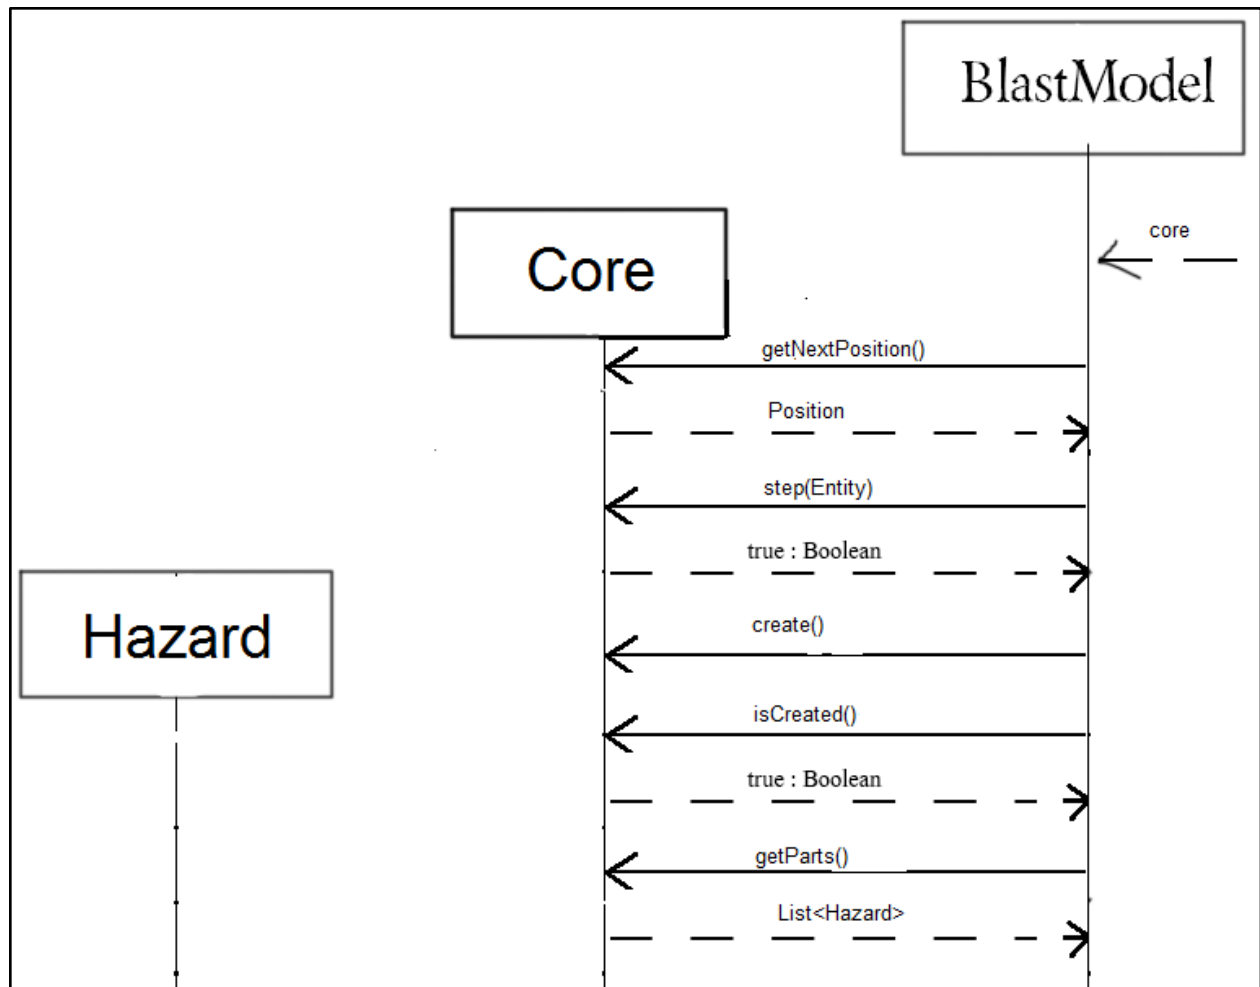 BlastModel
core
Core
getNextPosition()
Position
step(Entity)
true : Boolean
Hazard
create()
isCreated()
true : Boolean
getParts()
List<Hazard>